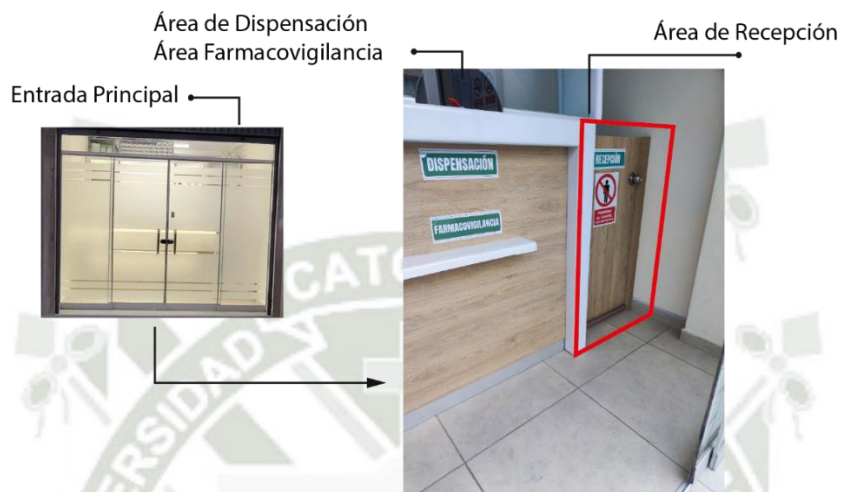 Área de Dispensación
Área Farmacovigilancia
Área de Recepción
Entrada Principal
DISPENSACIÓN
FARMACOVIGILANCIA
RECEPCIÓN